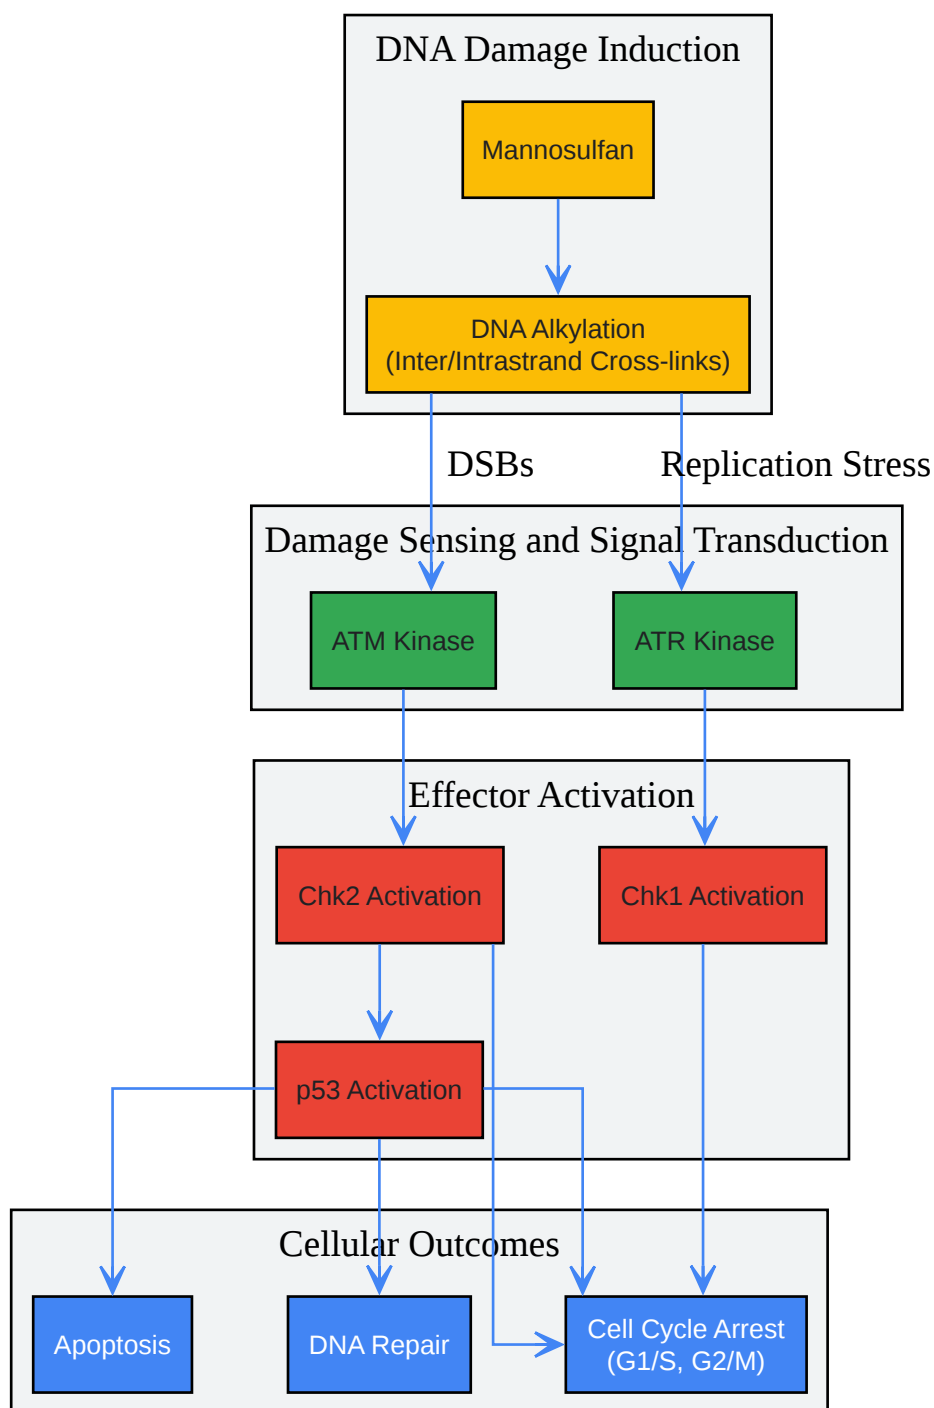 DNA Damage Induction
Mannosulfan
DNA Alkylation
(Inter/Intrastrand Cross-links)
DSBs
Replication Stress
Damage Sensing and Signal Transduction
ATM Kinase
ATR Kinase
Effector Activation
Chk2 Activation
Chk1 Activation
p53 Activation
Cellular Outcomes
Apoptosis
DNA Repair
Cell Cycle Arrest
(G1/S, G2/M)